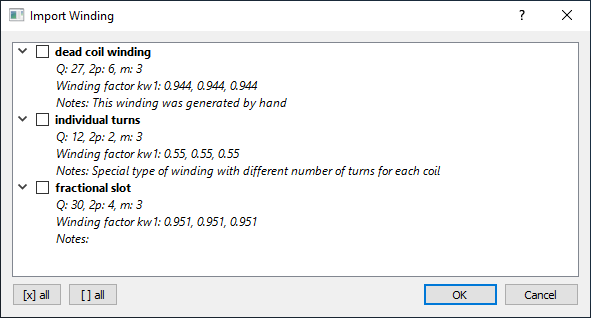 Import Winding
dead coil winding
Q: 27, 2p: 6, m: 3
Winding factor kw1: 0.944, 0.944, 0.944
Notes: This winding was generated by hand
individual turns
Q: 12, 2p: 2, m: 3
Winding factor kw1: 0.55, 0.55, 0.55
Notes: Special type of winding with different number of turns for each coil
fractional slot
Q: 30, 2p: 4, m: 3
Winding factor kw1: 0.951, 0.951, 0.951
Notes:
[x] all [ ] all OK Cancel